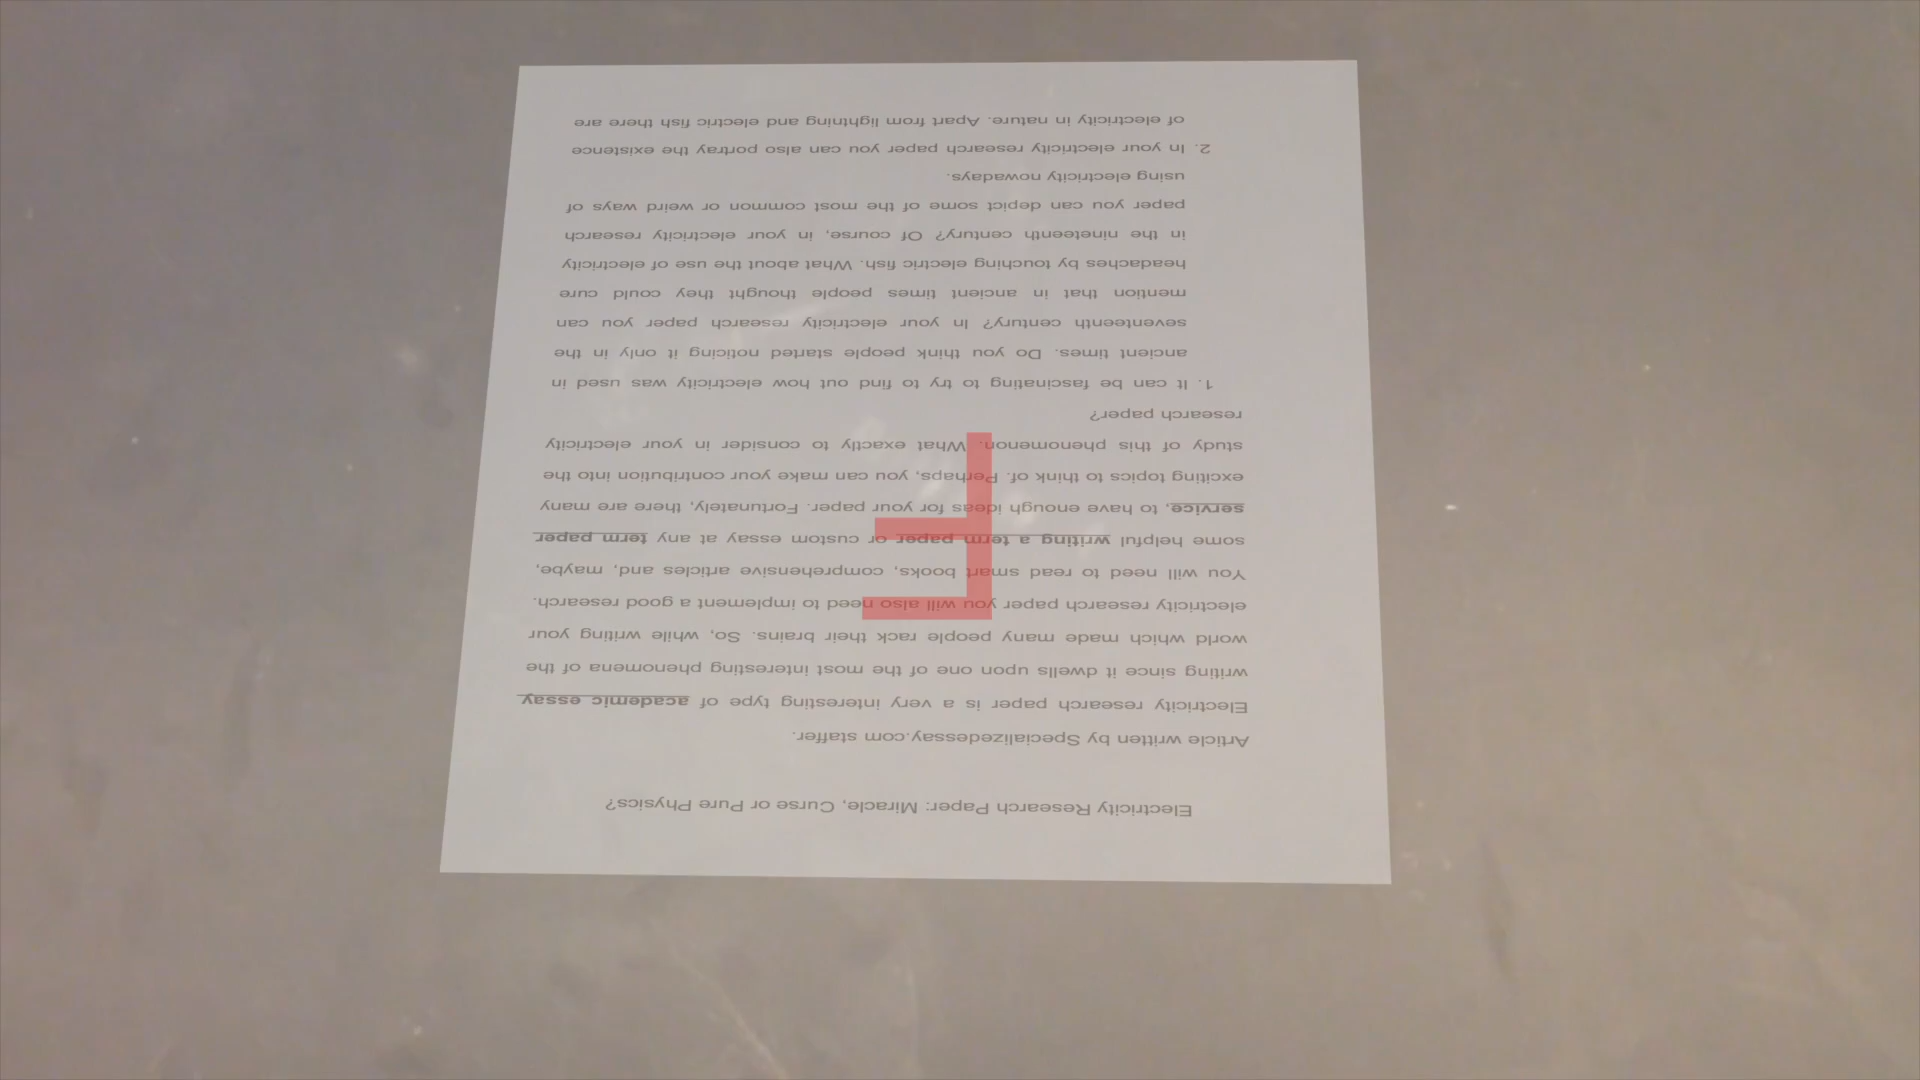 Electricity Research Paper: Miracle, Curse or Pure Physics?
Article written by Specializedessay.com staffer.
Electricity research paper is a very interesting type of academic essay
writing since it dwells upon one of the most interesting phenomena of the
world which made many people rack their brains. So, while writing your
electricity research paper you will also need to implement a good research.
You will need to read smart books, comprehensive articles and, maybe,
some helpful writing a term paper or custom essay at any term paper
service, to have enough ideas for your paper. Fortunately, there are many
exciting topics to think of. Perhaps, you can make your contribution into the
study of this phenomenon. What exactly to consider in your electricity
research paper?
1. It can be fascinating to try to find out how electricity was used in
ancient times. Do you think people started noticing it only in the
seventeenth century? In your electricity research paper you can
mention that in ancient times people thought they could cure
headaches by touching electric fish. What about the use of electricity
in the nineteenth century? Of course, in your electricity research
paper you can depict some of the most common or weird ways of
using electricity nowadays.
2. In your electricity research paper you can also portray the existence
of electricity in nature. Apart from lightning and electric fish there are
F